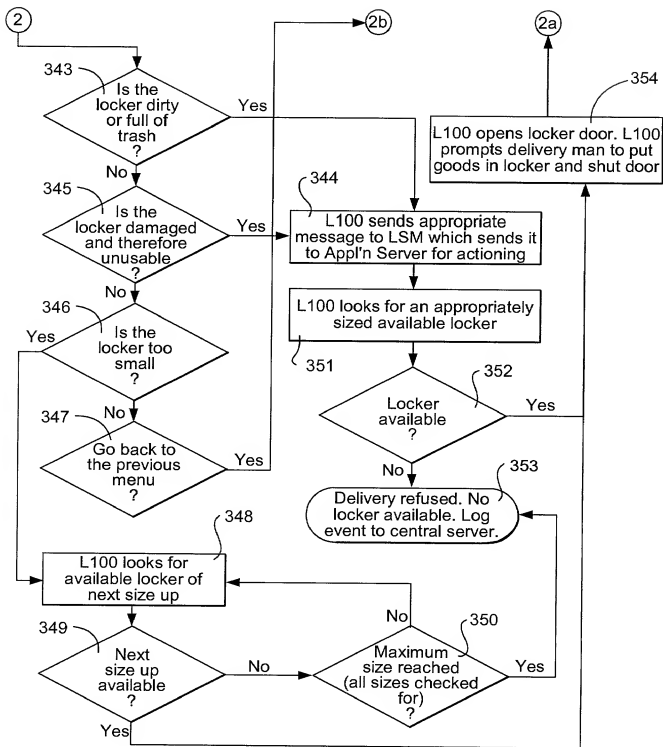 2
2b
2a
343
Is the
locker dirty
or full of
trash
?
Yes
No
354
L100 opens locker door. L100
prompts delivery man to put
goods in locker and shut door
345
Is the
locker damaged
and therefore
unusable
?
Yes
No
344
L100 sends appropriate
message to LSM which sends it
to Appl'n Server for actioning
346
Yes
Is the
locker too
small
?
No
L100 looks for an appropriately
sized available locker
351
352
Locker
available
?
Yes
No
347
Go back to
the previous
menu
?
Yes
353
Delivery refused. No
locker available. Log
event to central server.
348
L100 looks for
available locker of
next size up
349
Next
size up
available
?
No
Yes
No
350
Maximum
size reached
(all sizes checked
for)
?
Yes